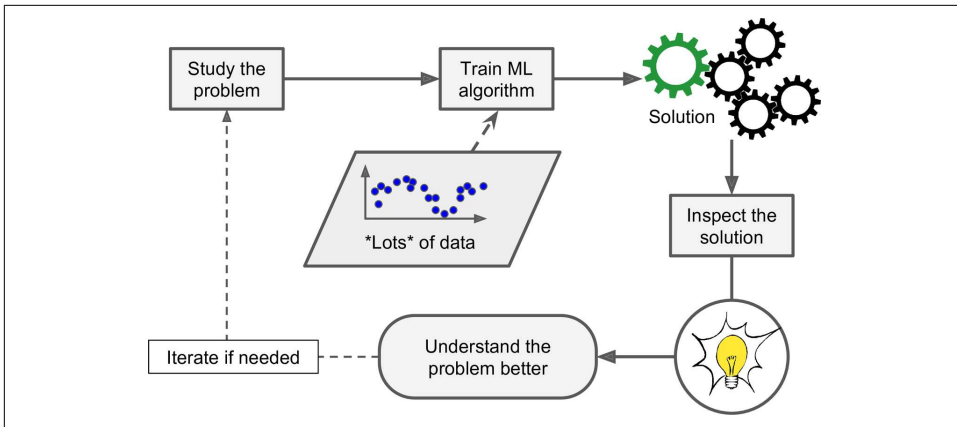 Study the
problem
Train ML
algorithm
Solution
*Lots* of data
Inspect the
solution
Understand the
problem better
Iterate if needed